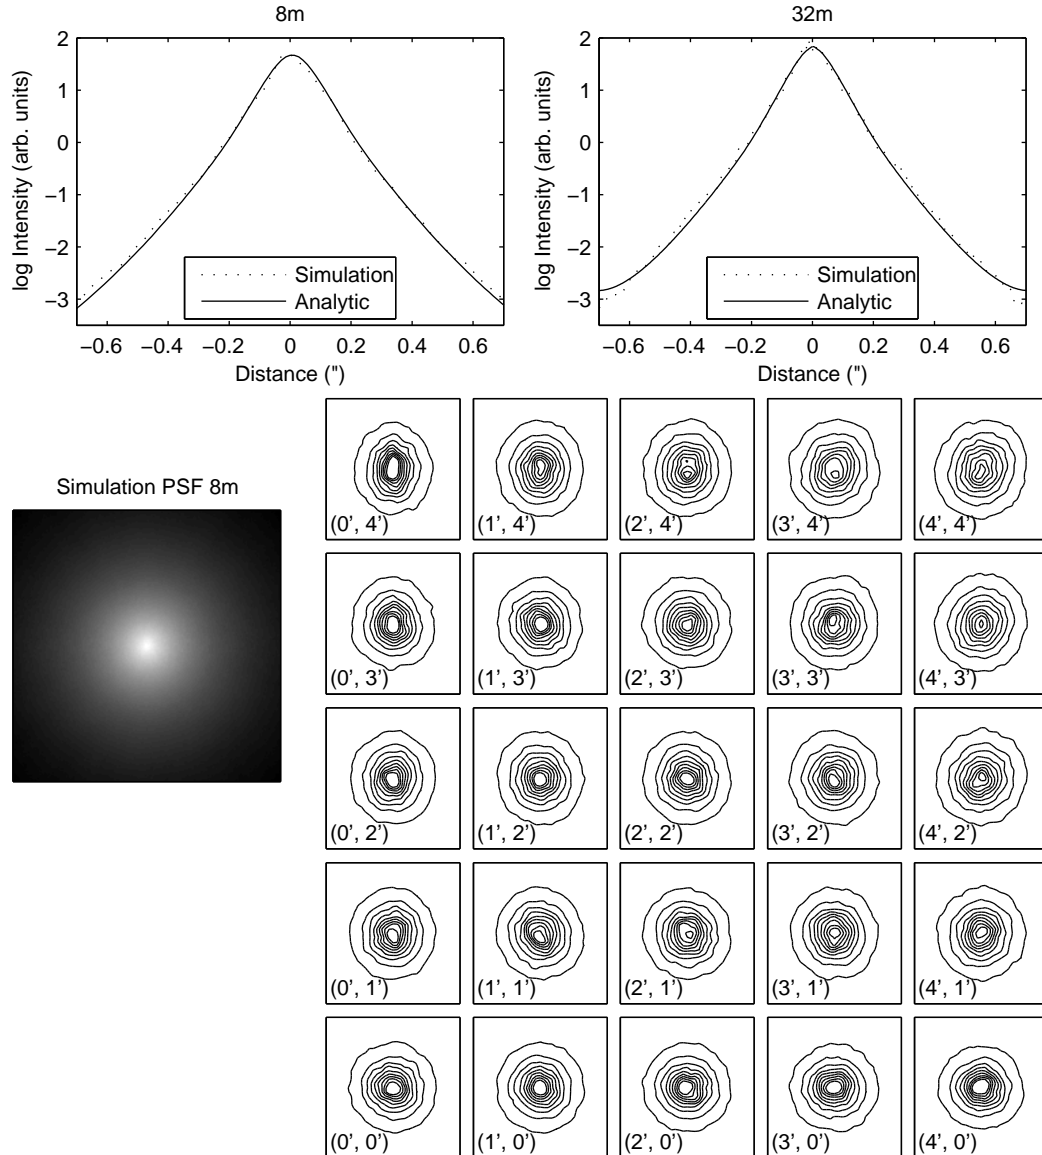 8m
32m
2
1
0
−1
−2
−3
log Intensity (arb. units)
Simulation
Analytic
−0.6 −0.4 −0.2 0 0.2 0.4 0.6
Distance (")
2
1
0
−1
−2
−3
log Intensity (arb. units)
Simulation
Analytic
−0.6 −0.4 −0.2 0 0.2 0.4 0.6
Distance (")
Simulation PSF 8m
(0', 4') (1', 4') (2', 4') (3', 4') (4', 4')
(0', 3') (1', 3') (2', 3') (3', 3') (4', 3')
(0', 2') (1', 2') (2', 2') (3', 2') (4', 2')
(0', 1') (1', 1') (2', 1') (3', 1') (4', 1')
(0', 0') (1', 0') (2', 0') (3', 0') (4', 0')